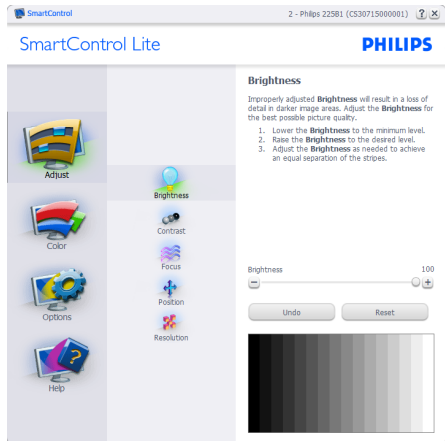 SmartControl
2 - Philips 225B1 (CS30715000001)
SmartControl Lite
PHILIPS
Adjust
Color
Options
Help
Brightness
Contrast
Focus
Position
Resolution
Brightness
Improperly adjusted Brightness will result in a loss of
detail in darker image areas. Adjust the Brightness for
the best possible picture quality.
1. Lower the Brightness to the minimum level.
2. Raise the Brightness to the desired level.
3. Adjust the Brightness as needed to achieve
an equal separation of the stripes.
Brightness 100
Undo Reset